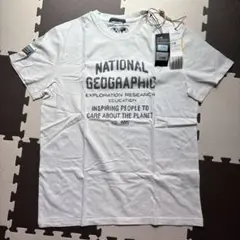 NATIONAL
GEOGRAPHIC
EXPLORATION RESEARCH
EDUCATION
INSPIRING PEOPLE TO
CARE ABOUT THE PLANET